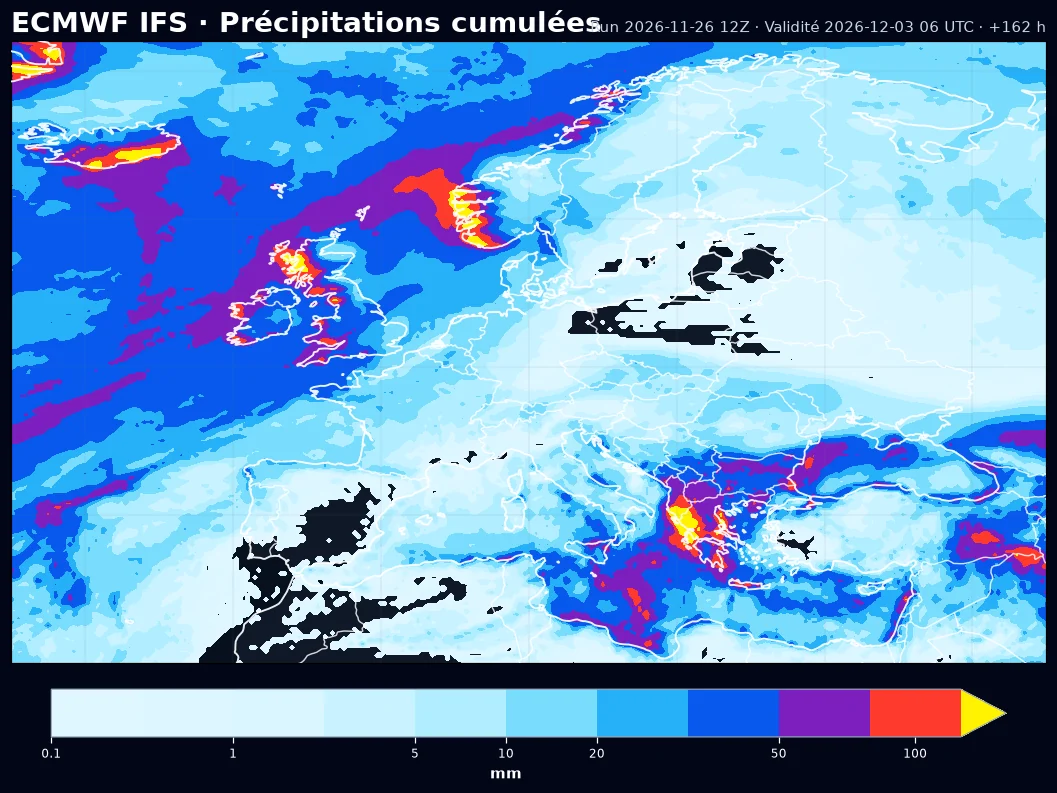 ECMWF IFS · Précipitations cumulées
Run 2026-11-26 12Z · Validité 2026-12-03 06 UTC · +162 h
0.1 1 5 10 20 50 100
mm